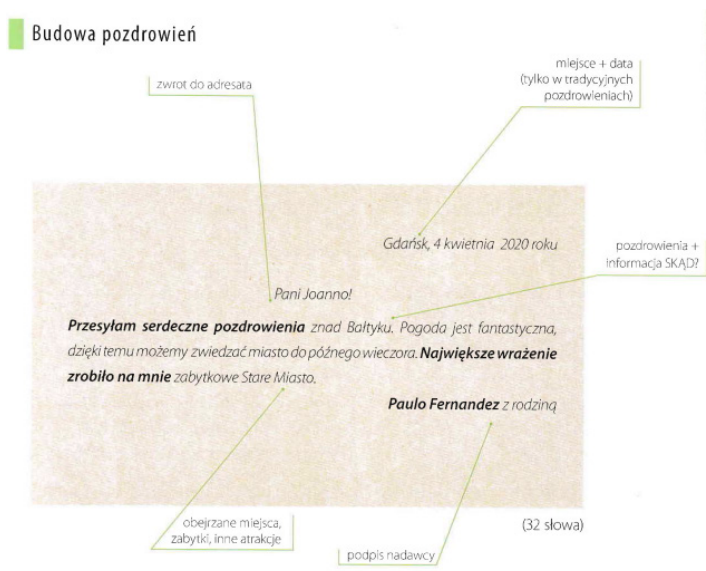 Budowa pozdrowień
zwrot do adresata
miejsce + data
(tylko w tradycyjnych
pozdrowieniach)
Gdańsk, 4 kwietnia 2020 roku
pozdrowienia +
informacja SKĄD?
Pani Joanno!
Przesyłam serdeczne pozdrowienia znad Bałtyku. Pogoda jest fantastyczna,
dzięki temu możemy zwiedzać miasto do późnego wieczora. Największe wrażenie
zrobiło na mnie zabytkowe Stare Miasto.
Paulo Fernandez z rodziną
(32 słowa)
obejrzane miejsca,
zabytki, inne atrakcje
podpis nadawcy